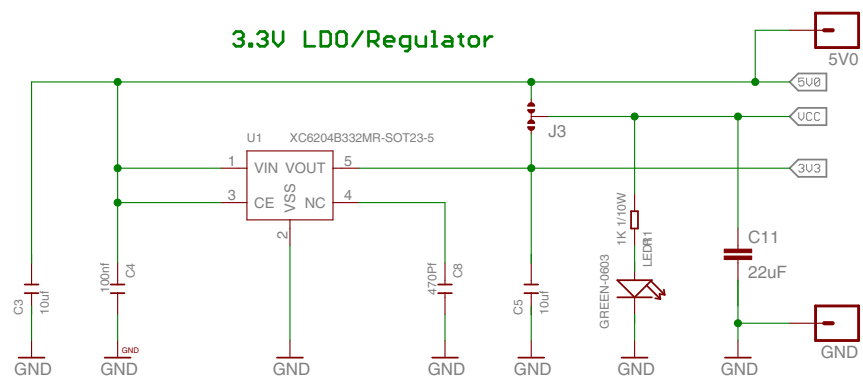 3.3V LDO/Regulator
5V0
5V0
VCC
J3
U1 XC6204B332MR-SOT23-5
1 VIN VOUT 5
3V3
3 CE VSS NC 4
2
1K 1/10W
LED1
R1
C11
22uF
GREEN-0603
C3 10uf
100nf C4
470Pf C8
C5 10uf
GND
GND
GND
GND
GND
GND
GND
GND
GND